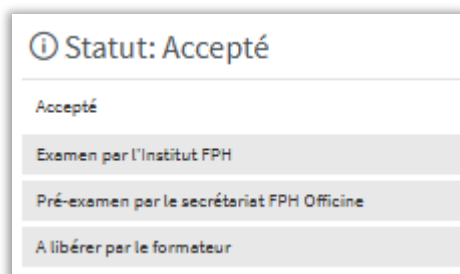 Statut: Accepté
Accepté
Examen par l'Institut FPH
Pré-examen par le secrétariat FPH Officine
A libérer par le formateur